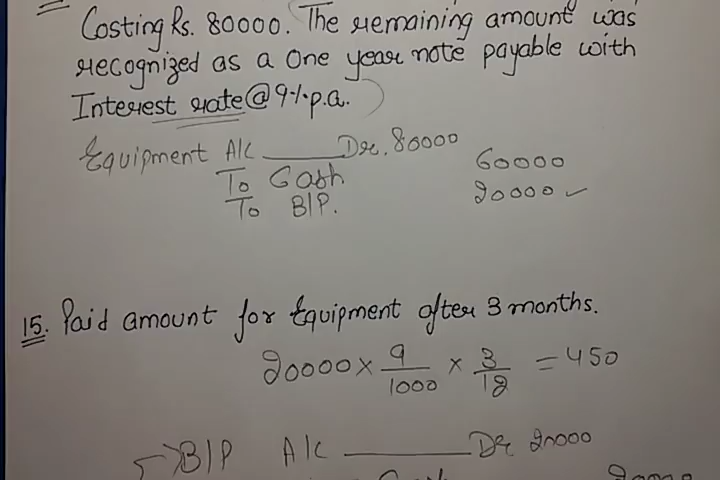 Costing Rs. 80000. The remaining amount was
recognized as a One year note payable with
Interest rate @ 9%.p.a.
Equipment A/C ______ Dr. 80000
To Cash 60000
To B/P. 20000 ✓
15. Paid amount for Equipment after 3 months.
20000 × 9/1000 × 3/12 = 450
→ B/P A/C ______ Dr 20000